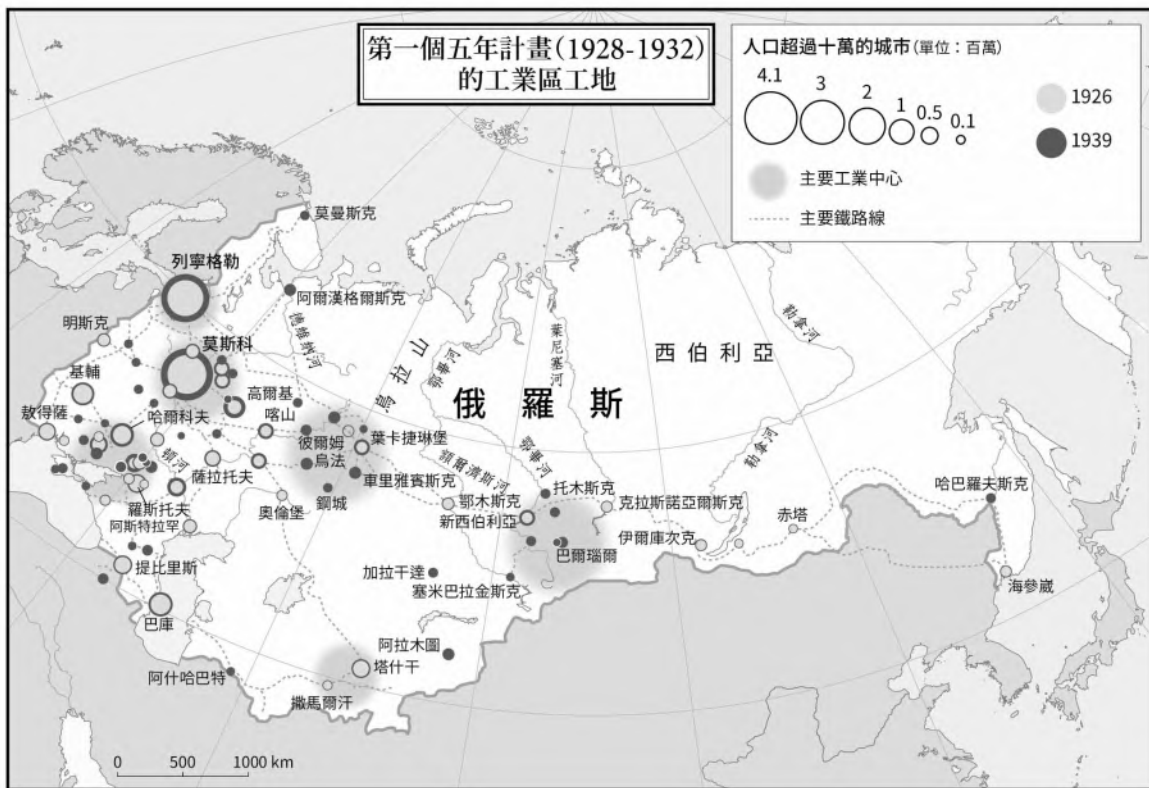 第一個五年計畫(1928-1932)
的工業區工地
人口超過十萬的城市(單位：百萬)
4.1
3
2
1
0.5
0.1
1926
1939
主要工業中心
主要鐵路線
莫曼斯克
列寧格勒
阿爾漢格爾斯克
明斯克
德維納河
莫斯科
烏拉山
鄂畢河
葉尼塞河
西伯利亞
勒拿河
基輔
高爾基
俄羅斯
敖得薩
哈爾科夫
喀山
彼爾姆
葉卡捷琳堡
頓河
烏法
額爾濟斯河
鄂畢河
勒拿河
薩拉托夫
車里雅賓斯克
鋼城
鄂木斯克
托木斯克
克拉斯諾亞爾斯克
哈巴羅夫斯克
羅斯托夫
奧倫堡
新西伯利亞
赤塔
阿斯特拉罕
伊爾庫次克
提比里斯
巴爾瑙爾
加拉干達
塞米巴拉金斯克
海參崴
巴庫
阿拉木圖
塔什干
阿什哈巴特
撒馬爾汗
0
500
1000 km